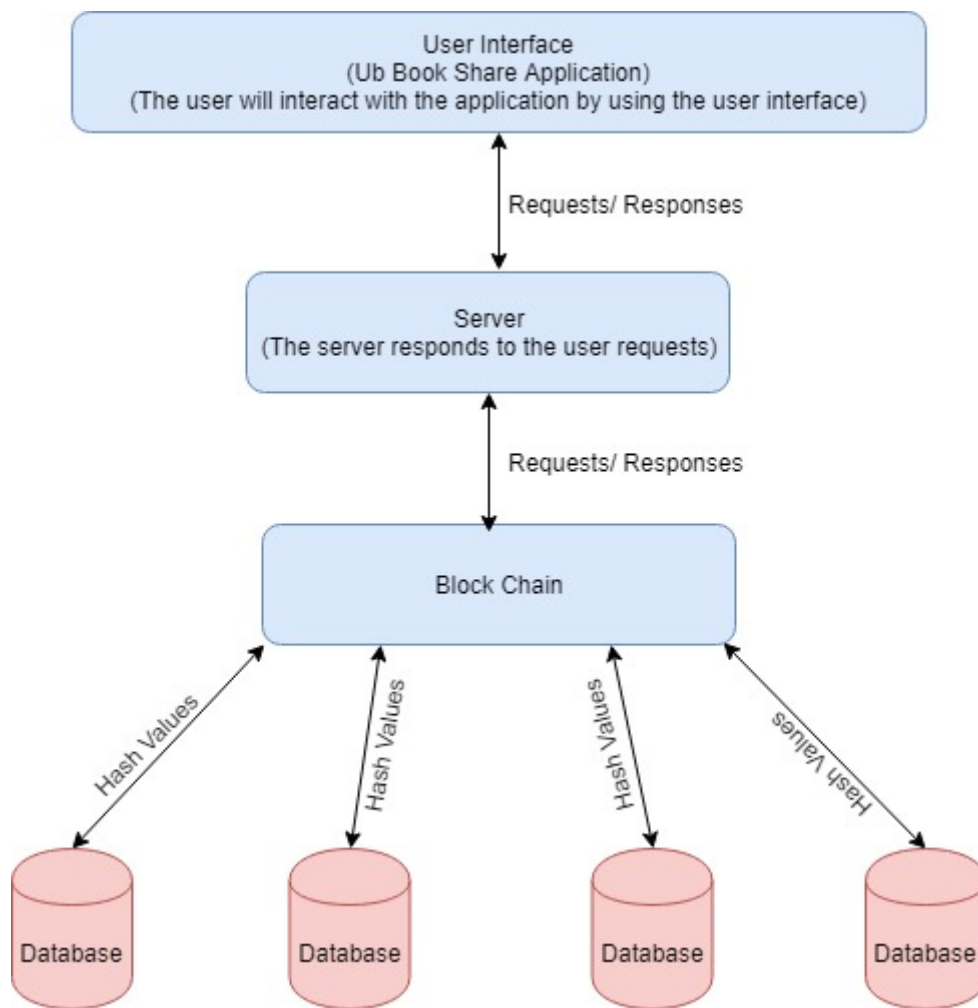 User Interface
(Ub Book Share Application)
(The user will interact with the application by using the user interface)
Requests/ Responses
Server
(The server responds to the user requests)
Requests/ Responses
Block Chain
Hash Values
Hash Values
Hash Values
Hash Values
Database
Database
Database
Database